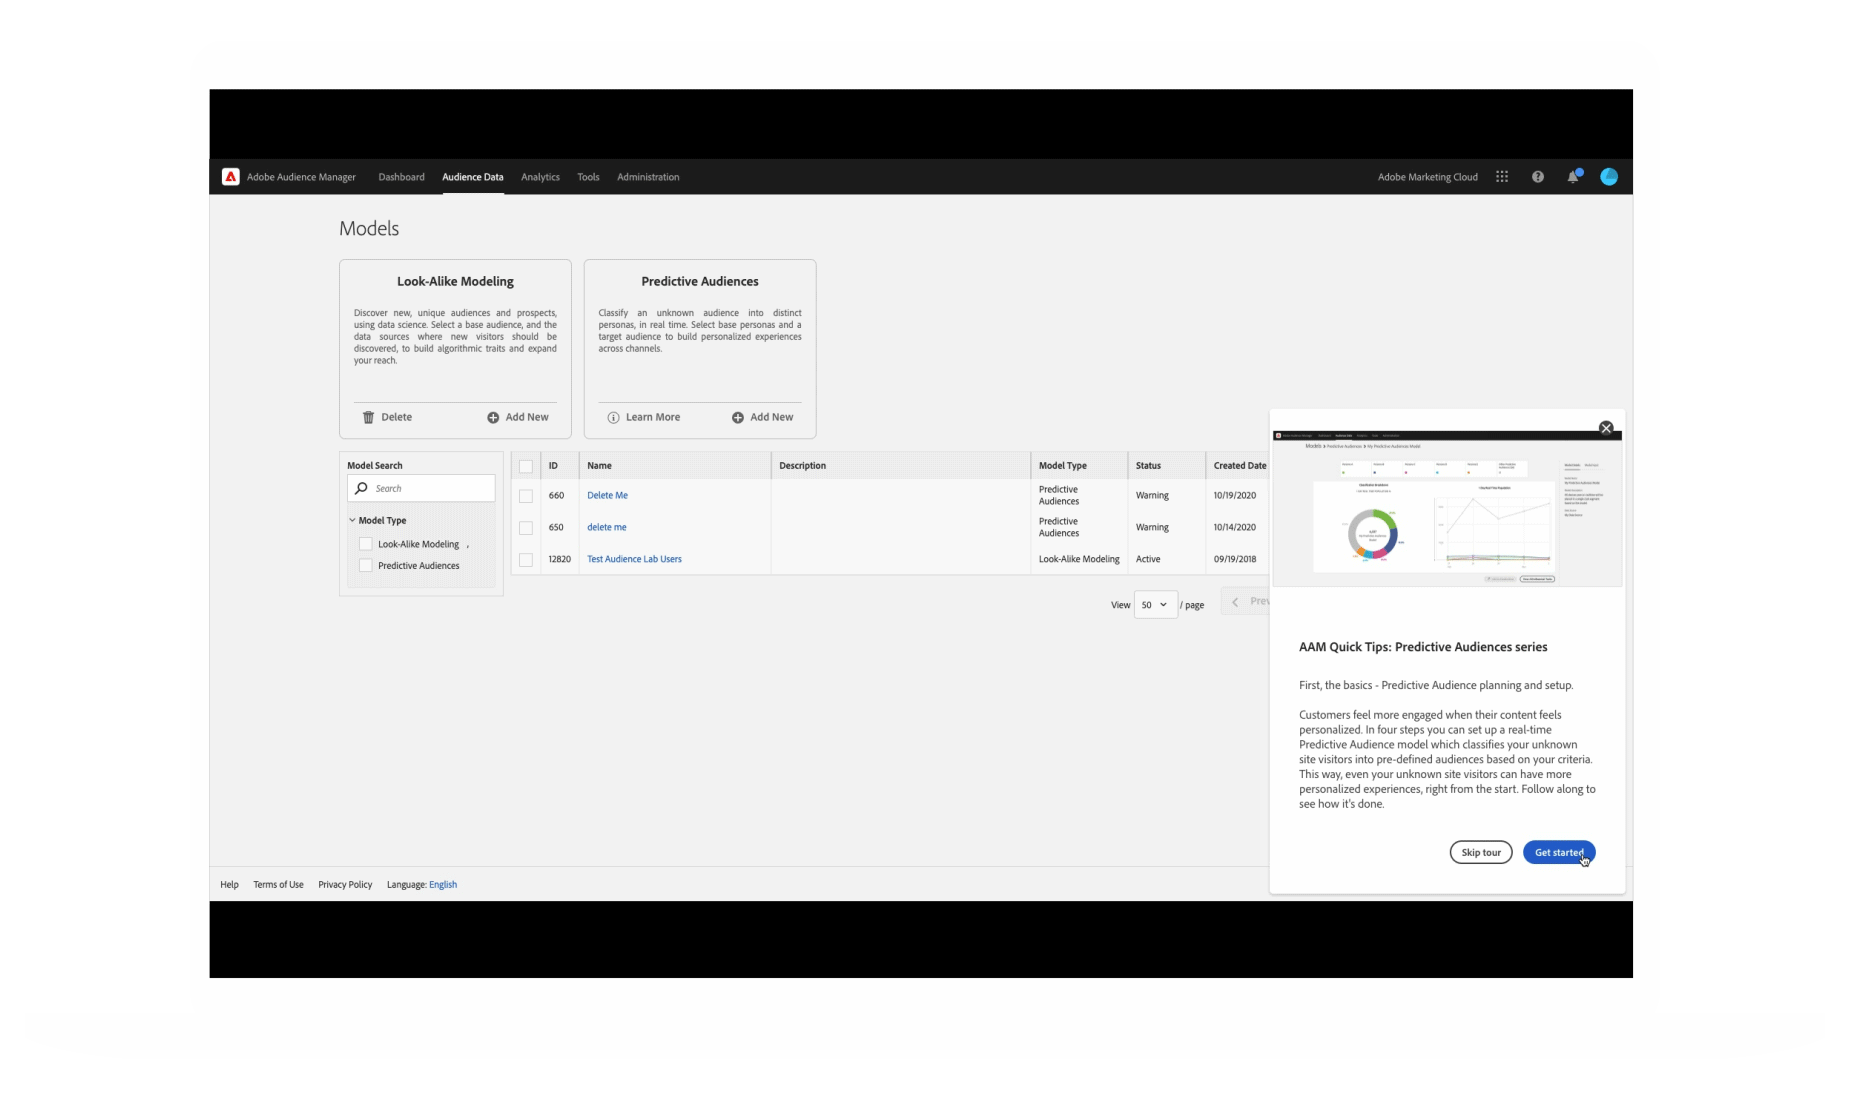 Adobe Audience Manager Dashboard Audience Data Analytics Tools Administration Adobe Marketing Cloud
Models
Look-Alike Modeling
Discover new, unique audiences and prospects,
using data science. Select a base audience, and the
data sources where new visitors should be
discovered, to build algorithmic traits and expand
your reach.
Delete Add New
Predictive Audiences
Classify an unknown audience into distinct
personas, in real time. Select base personas and a
target audience to build personalized experiences
across channels.
Learn More Add New
Model Search
Search
Model Type
Look-Alike Modeling ,
Predictive Audiences
ID Name Description Model Type Status Created Date
660 Delete Me Predictive Audiences Warning 10/19/2020
650 delete me Predictive Audiences Warning 10/14/2020
12820 Test Audience Lab Users Look-Alike Modeling Active 09/19/2018
View 50 / page Prev
Models > Predictive Audiences > My Predictive Audiences Model
AAM Quick Tips: Predictive Audiences series
First, the basics - Predictive Audience planning and setup.
Customers feel more engaged when their content feels
personalized. In four steps you can set up a real-time
Predictive Audience model which classifies your unknown
site visitors into pre-defined audiences based on your criteria.
This way, even your unknown site visitors can have more
personalized experiences, right from the start. Follow along to
see how it's done.
Skip tour Get started
Help Terms of Use Privacy Policy Language: English